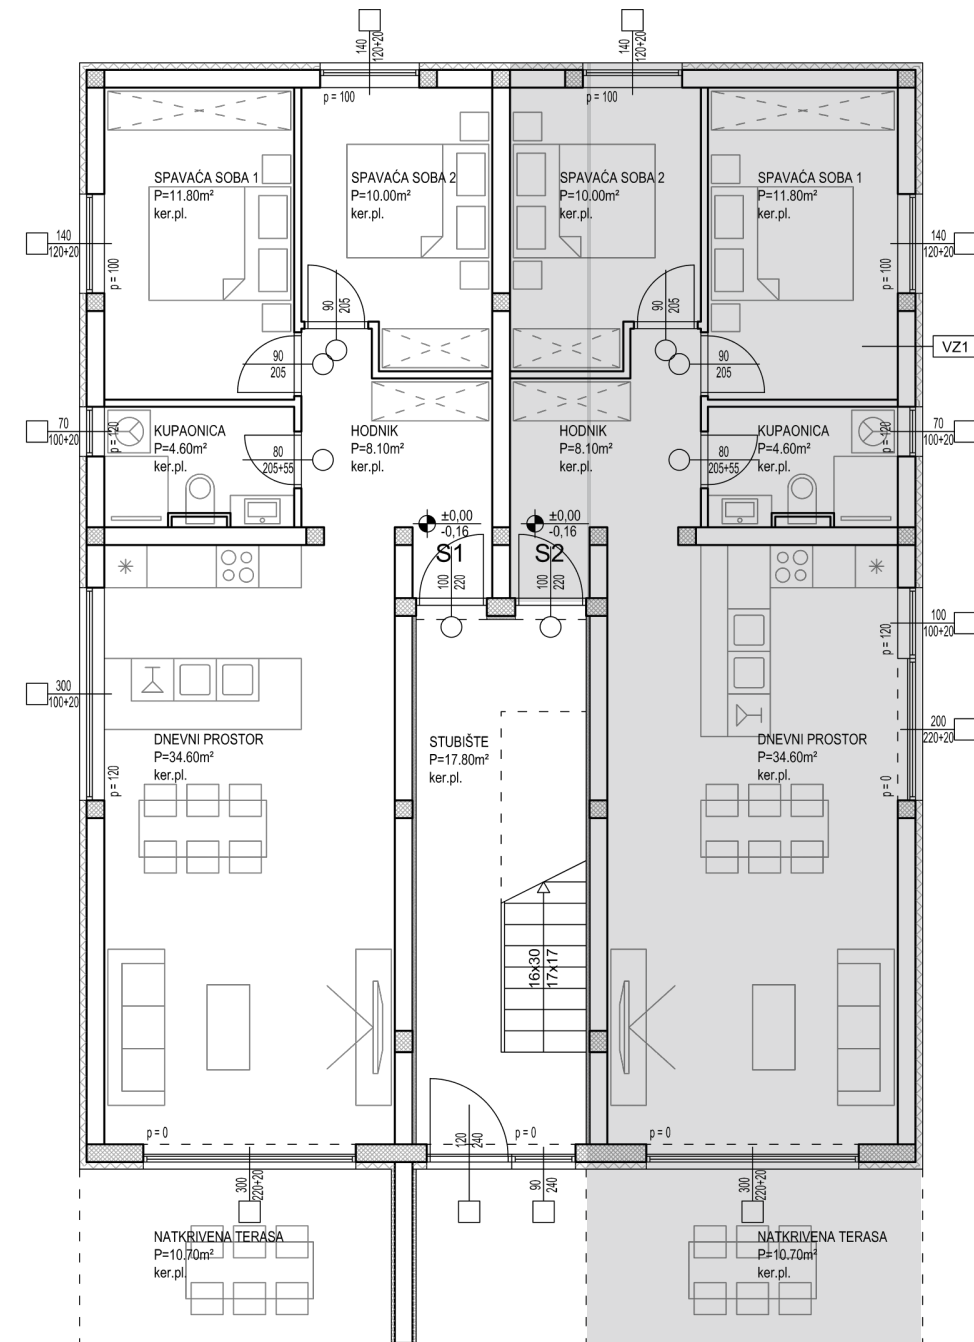 140
120+20
140
120+20
p = 100
p = 100
SPAVAĆA SOBA 1
P=11.80m²
ker.pl.
SPAVAĆA SOBA 2
P=10.00m²
ker.pl.
SPAVAĆA SOBA 2
P=10.00m²
ker.pl.
SPAVAĆA SOBA 1
P=11.80m²
ker.pl.
140
120+20
p = 100
140
120+20
p = 100
90
205
90
205
90
205
90
205
VZ1
70
100+20
p = 120
KUPAONICA
P=4.60m²
ker.pl.
80
205+55
HODNIK
P=8.10m²
ker.pl.
HODNIK
P=8.10m²
ker.pl.
80
205+55
KUPAONICA
P=4.60m²
ker.pl.
p = 120
70
100+20
±0,00
-0,16
S1
100
220
±0,00
-0,16
S2
100
220
100
100+20
p = 120
300
100+20
p = 120
200
220+20
p = 0
DNEVNI PROSTOR
P=34.60m²
ker.pl.
STUBIŠTE
P=17.80m²
ker.pl.
DNEVNI PROSTOR
P=34.60m²
ker.pl.
16x30
17x17
p = 0
120
240
p = 0
p = 0
300
220+20
90
240
300
220+20
NATKRIVENA TERASA
P=10.70m²
ker.pl.
NATKRIVENA TERASA
P=10.70m²
ker.pl.